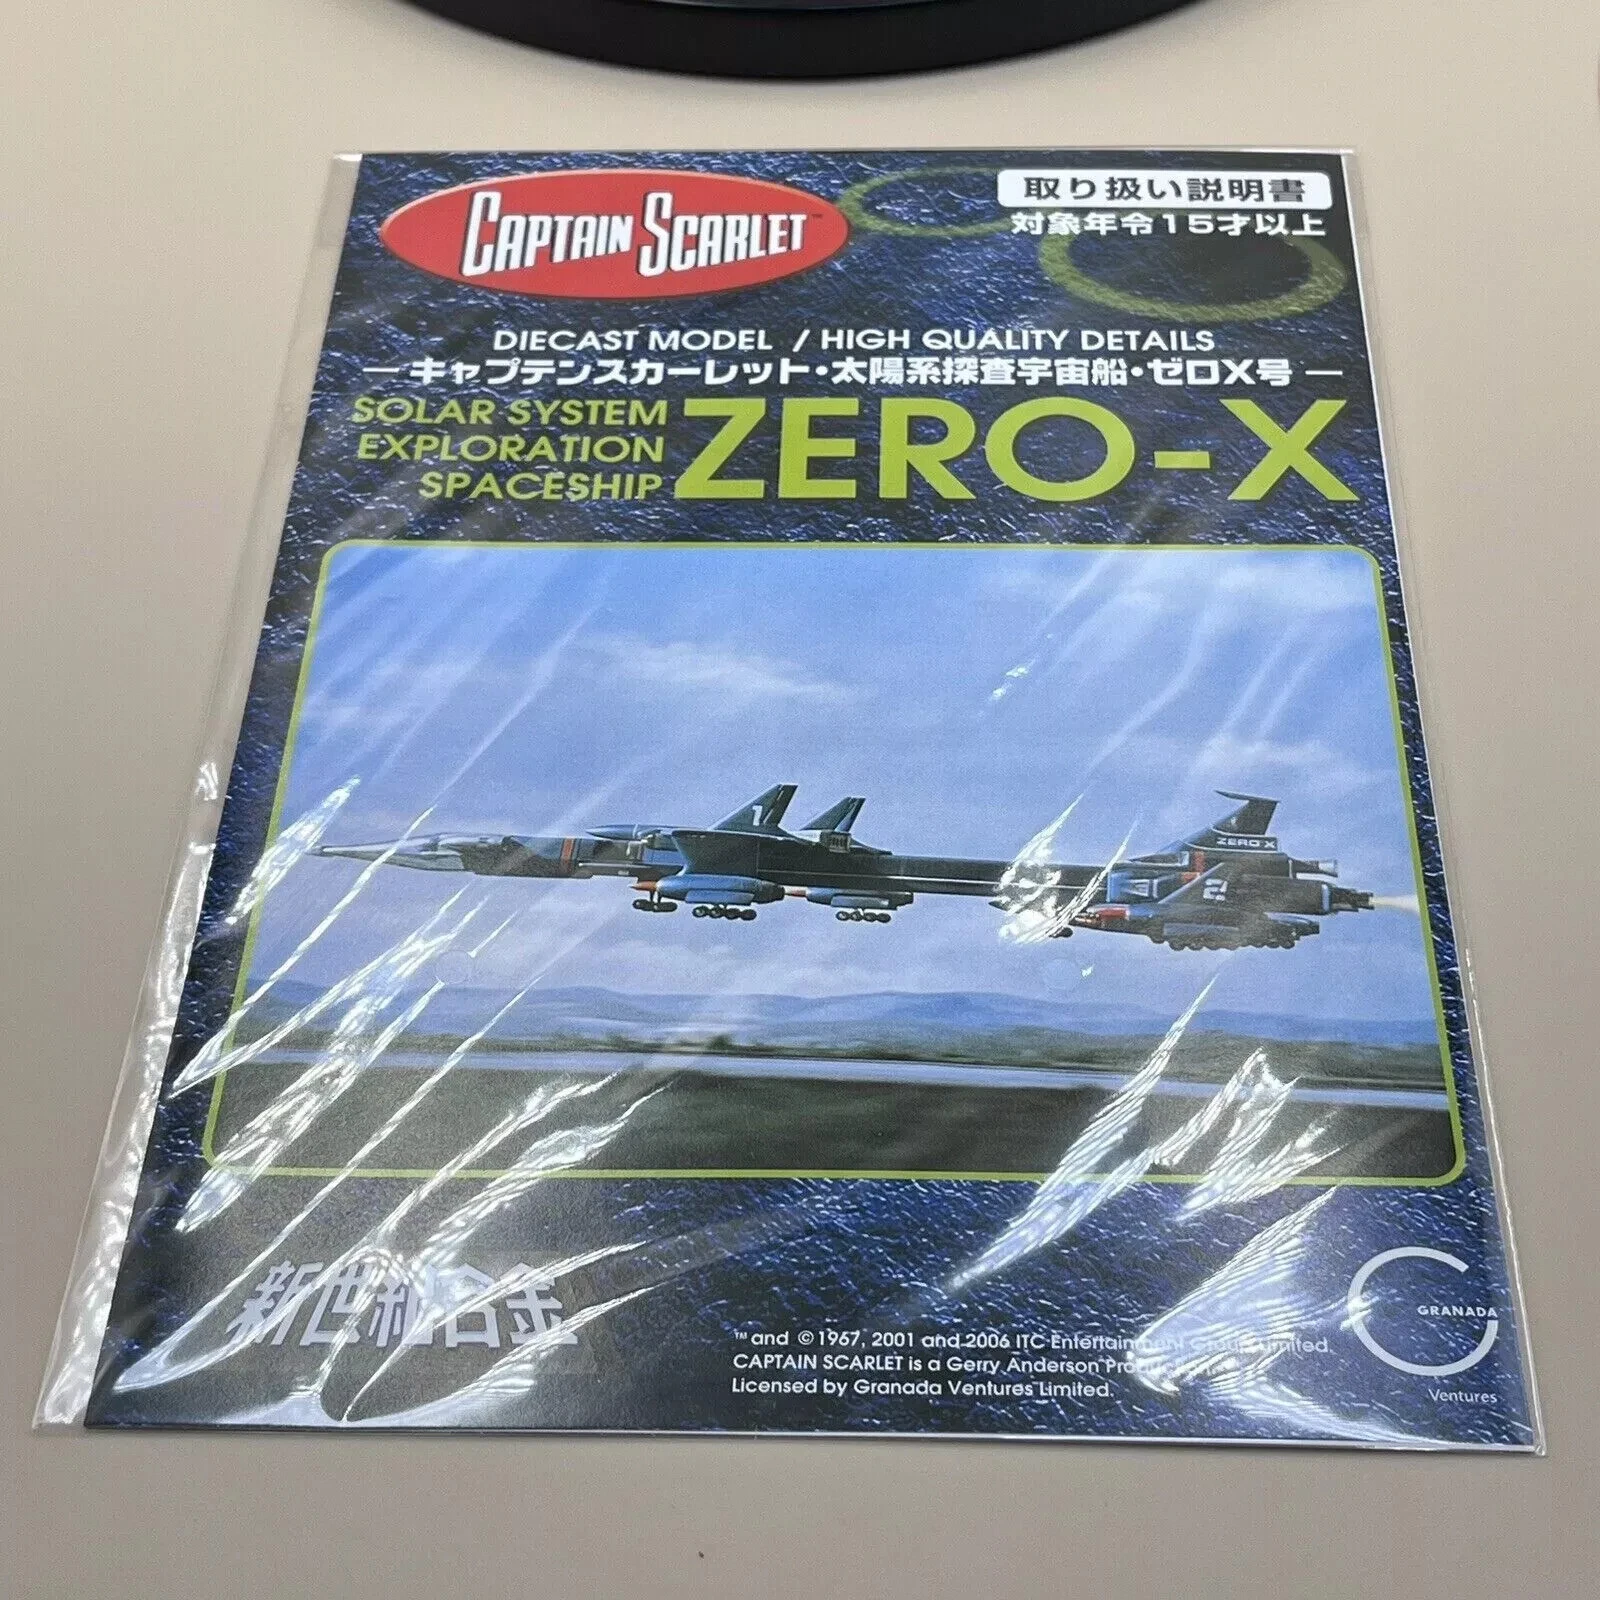 CAPTAIN SCARLET™
取り扱い説明書
対象年令15才以上
DIECAST MODEL / HIGH QUALITY DETAILS
—キャプテンスカーレット・太陽系探査宇宙船・ゼロX号—
SOLAR SYSTEM
EXPLORATION
SPACESHIP
ZERO-X
1
ZERO X
2
新世紀合金
GRANADA
Ventures
™ and © 1967, 2001 and 2006 ITC Entertainment Group Limited.
CAPTAIN SCARLET is a Gerry Anderson Production.
Licensed by Granada Ventures Limited.